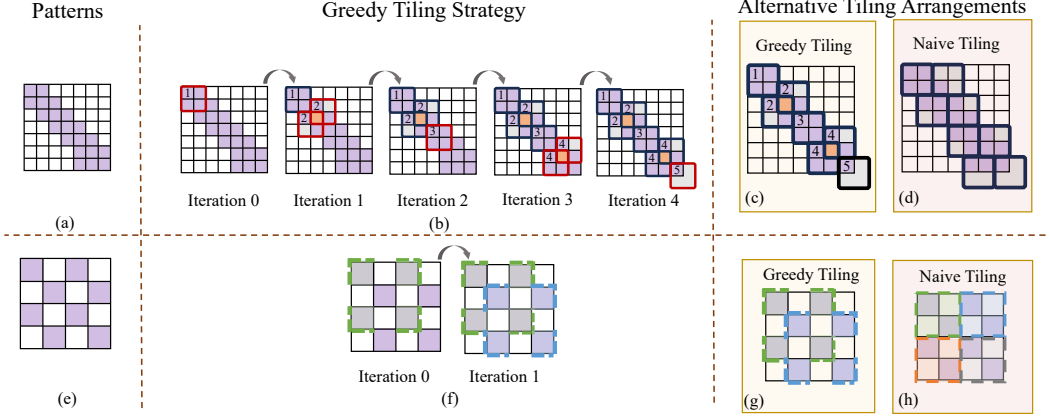 Patterns
Greedy Tiling Strategy
Alternative Tiling Arrangements
Greedy Tiling
Naive Tiling
1
1
2
2
1
2
3
1
2
3
4
4
1
2
2
3
4
4
5
1
2
2
3
4
4
5
Iteration 0
Iteration 1
Iteration 2
Iteration 3
Iteration 4
(a)
(b)
(c)
(d)
Greedy Tiling
Naive Tiling
Iteration 0
Iteration 1
(e)
(f)
(g)
(h)